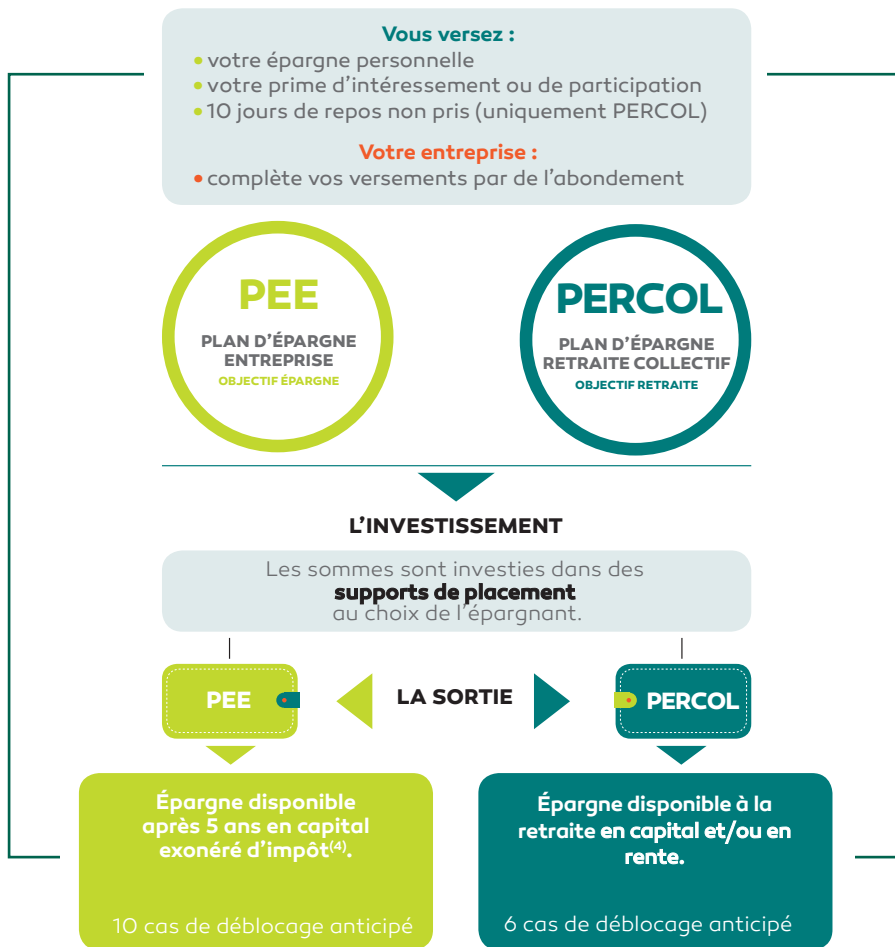 Vous versez :
• votre épargne personnelle
• votre prime d'intéressement ou de participation
• 10 jours de repos non pris (uniquement PERCOL)
Votre entreprise :
• complète vos versements par de l'abondement
PEE
PLAN D'ÉPARGNE
ENTREPRISE
OBJECTIF ÉPARGNE
PERCOL
PLAN D'ÉPARGNE
RETRAITE COLLECTIF
OBJECTIF RETRAITE
L'INVESTISSEMENT
Les sommes sont investies dans des
supports de placement
au choix de l'épargnant.
PEE
LA SORTIE
PERCOL
Épargne disponible
après 5 ans en capital
exonéré d'impôt(4).
10 cas de déblocage anticipé
Épargne disponible à la
retraite en capital et/ou en
rente.
6 cas de déblocage anticipé